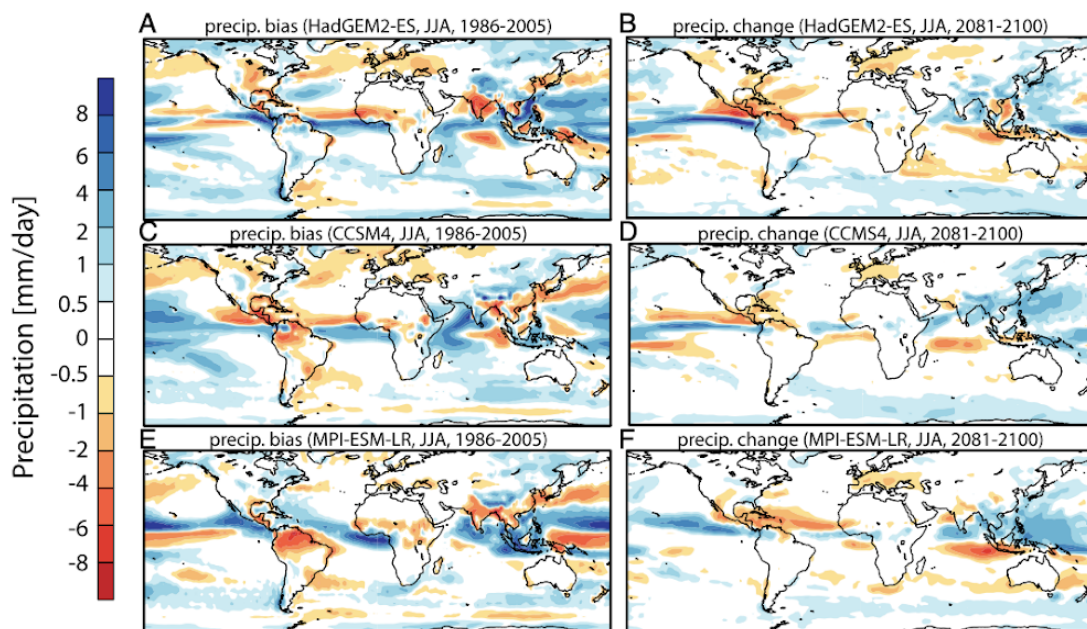 A precip. bias (HadGEM2-ES, JJA, 1986-2005)
B precip. change (HadGEM2-ES, JJA, 2081-2100)
C precip. bias (CCSM4, JJA, 1986-2005)
D precip. change (CCMS4, JJA, 2081-2100)
E precip. bias (MPI-ESM-LR, JJA, 1986-2005)
F precip. change (MPI-ESM-LR, JJA, 2081-2100)
Precipitation [mm/day]
8
6
4
2
1
0.5
0
-0.5
-1
-2
-4
-6
-8